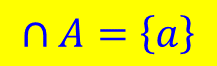 ∩ A = {a}